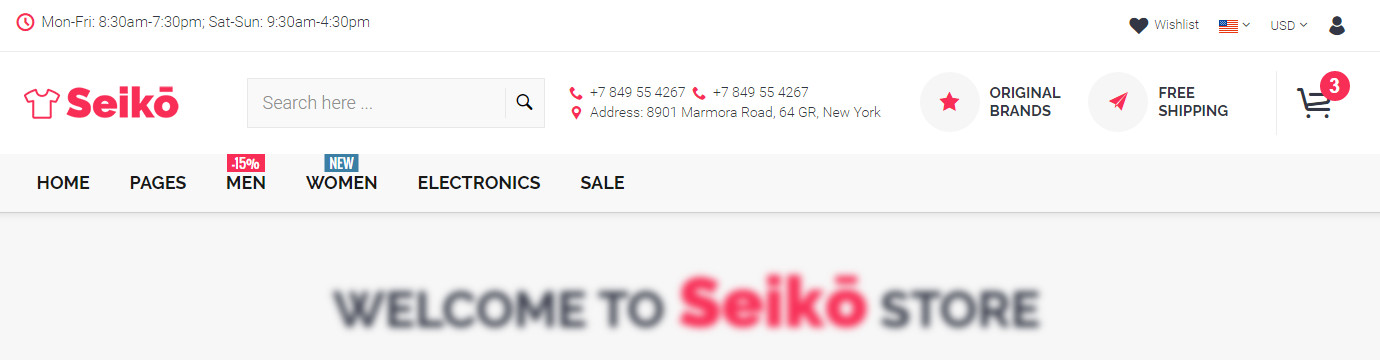 Mon-Fri: 8:30am-7:30pm; Sat-Sun: 9:30am-4:30pm
Wishlist
USD
Seikō
Search here ...
+7 849 55 4267 +7 849 55 4267
Address: 8901 Marmora Road, 64 GR, New York
ORIGINAL
BRANDS
FREE
SHIPPING
3
-15%
NEW
HOME PAGES MEN WOMEN ELECTRONICS SALE
WELCOME TO Seikō STORE